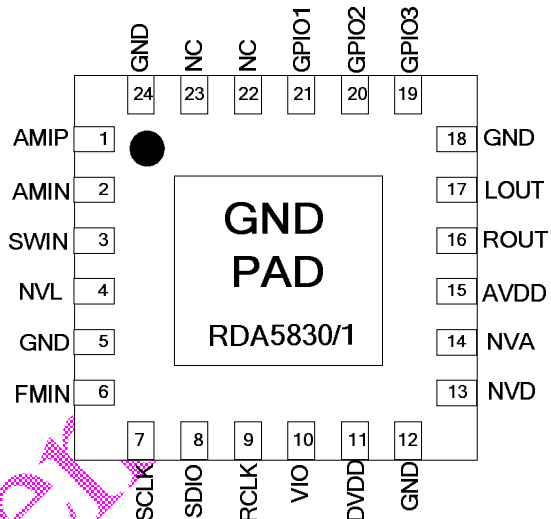 GND NC NC GPIO1 GPIO2 GPIO3
24 23 22 21 20 19
AMIP 1 18 GND
AMIN 2 17 LOUT
SWIN 3 16 ROUT
NVL 4 15 AVDD
GND 5 14 NVA
FMIN 6 13 NVD
GND
PAD
RDA5830/1
7 8 9 10 11 12
SCLK SDIO RCLK VIO DVDD GND